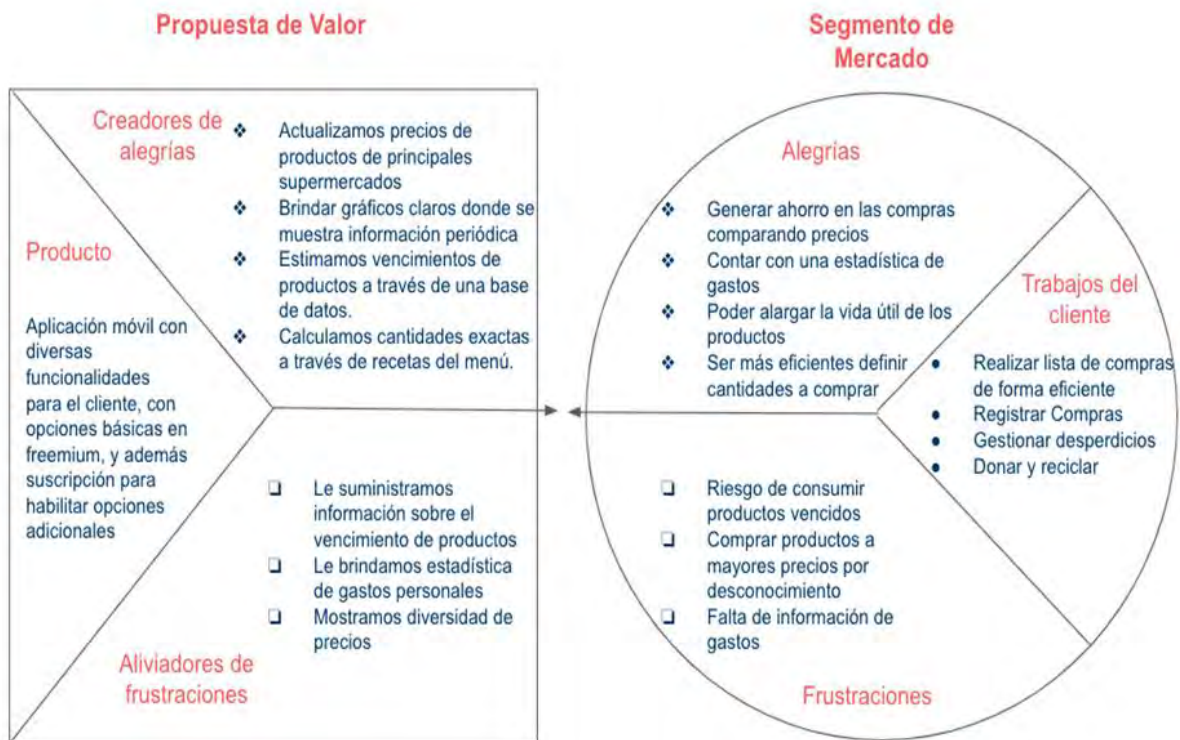 Propuesta de Valor
Segmento de
Mercado
Creadores de
alegrías
❖ Actualizamos precios de
productos de principales
supermercados
❖ Brindar gráficos claros donde se
muestra información periódica
❖ Estimamos vencimientos de
productos a través de una base
de datos.
❖ Calculamos cantidades exactas
a través de recetas del menú.
Producto
Aplicación móvil con
diversas
funcionalidades
para el cliente, con
opciones básicas en
freemium, y además
suscripción para
habilitar opciones
adicionales
❑ Le suministramos
información sobre el
vencimiento de productos
❑ Le brindamos estadística
de gastos personales
❑ Mostramos diversidad de
precios
Aliviadores de
frustraciones
Alegrías
❖ Generar ahorro en las compras
comparando precios
❖ Contar con una estadística de
gastos
❖ Poder alargar la vida útil de los
productos
❖ Ser más eficientes definir
cantidades a comprar
Trabajos del
cliente
● Realizar lista de compras
de forma eficiente
● Registrar Compras
● Gestionar desperdicios
● Donar y reciclar
❑ Riesgo de consumir
productos vencidos
❑ Comprar productos a
mayores precios por
desconocimiento
❑ Falta de información de
gastos
Frustraciones